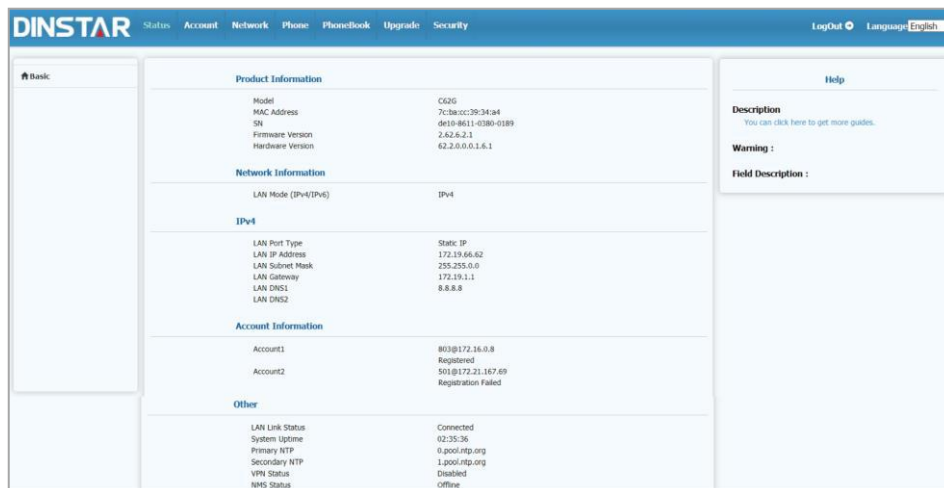 DINSTAR Status Account Network Phone PhoneBook Upgrade Security LogOut Language English
Basic
Product Information
Model C62G
MAC Address 7c:ba:cc:39:34:a4
SN de10-8611-0380-0189
Firmware Version 2.62.6.2.1
Hardware Version 62.2.0.0.0.1.6.1
Network Information
LAN Mode (IPv4/IPv6) IPv4
IPv4
LAN Port Type Static IP
LAN IP Address 172.19.66.62
LAN Subnet Mask 255.255.0.0
LAN Gateway 172.19.1.1
LAN DNS1 8.8.8.8
LAN DNS2
Account Information
Account1 803@172.16.0.8
Registered
Account2 501@172.21.167.69
Registration Failed
Other
LAN Link Status Connected
System Uptime 02:35:36
Primary NTP 0.pool.ntp.org
Secondary NTP 1.pool.ntp.org
VPN Status Disabled
NMS Status Offline
Help
Description
You can click here to get more guides.
Warning :
Field Description :